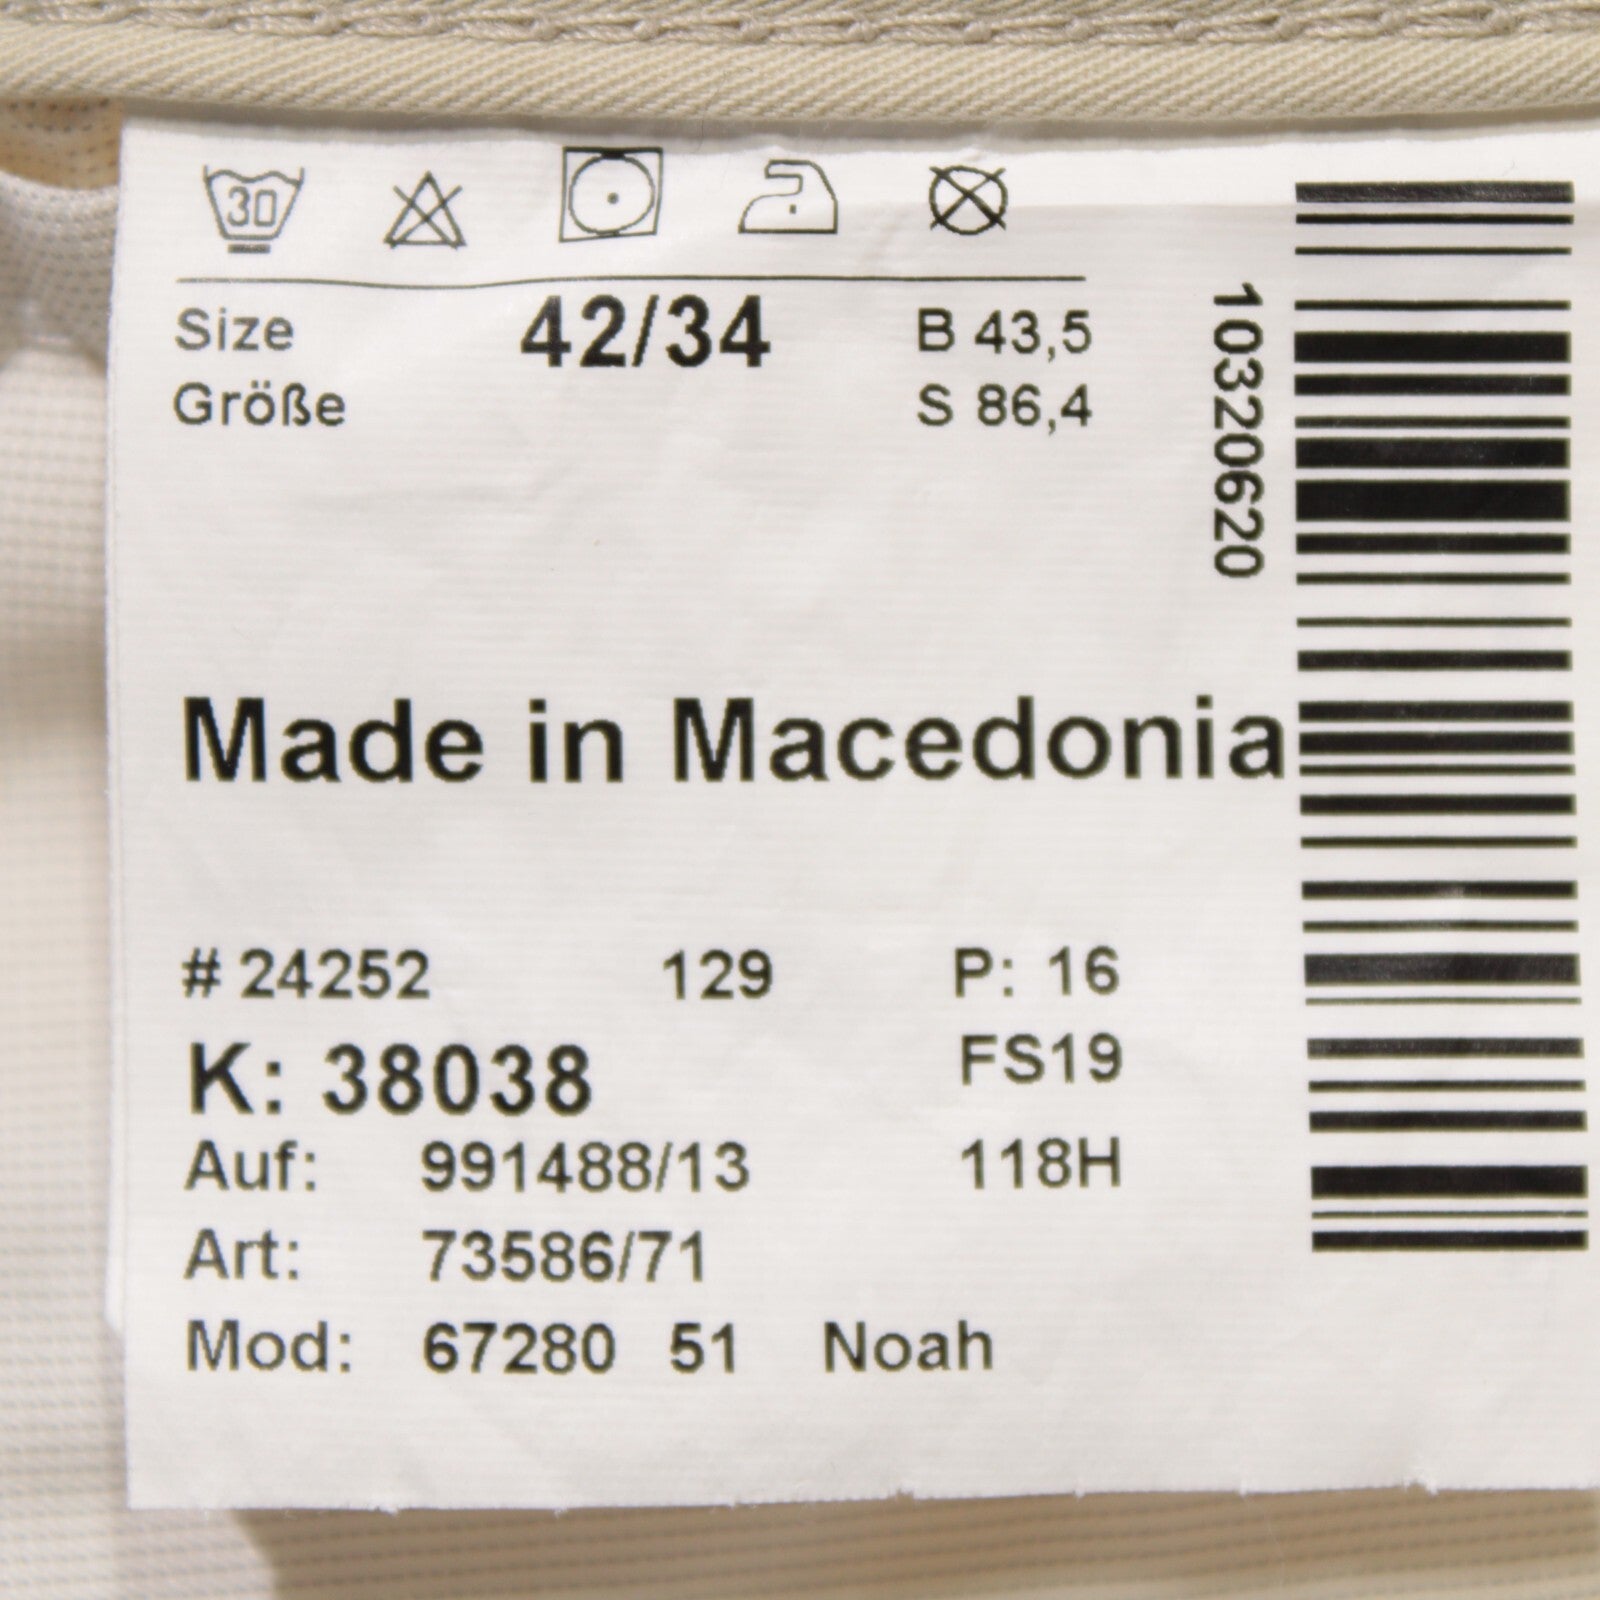 30
Size 42/34 B 43,5
Größe S 86,4
10320620
Made in Macedonia
# 24252 129 P: 16
K: 38038 FS19
Auf: 991488/13 118H
Art: 73586/71
Mod: 67280 51 Noah